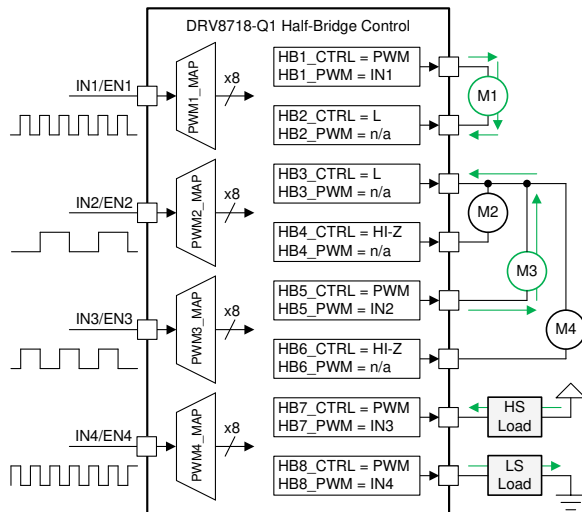 DRV8718-Q1 Half-Bridge Control
IN1/EN1
PWM1_MAP
x8
HB1_CTRL = PWM
HB1_PWM = IN1
M1
HB2_CTRL = L
HB2_PWM = n/a
IN2/EN2
PWM2_MAP
x8
HB3_CTRL = L
HB3_PWM = n/a
M2
HB4_CTRL = HI-Z
HB4_PWM = n/a
M3
IN3/EN3
PWM3_MAP
x8
HB5_CTRL = PWM
HB5_PWM = IN2
M4
HB6_CTRL = HI-Z
HB6_PWM = n/a
IN4/EN4
PWM4_MAP
x8
HB7_CTRL = PWM
HB7_PWM = IN3
HS
Load
HB8_CTRL = PWM
HB8_PWM = IN4
LS
Load